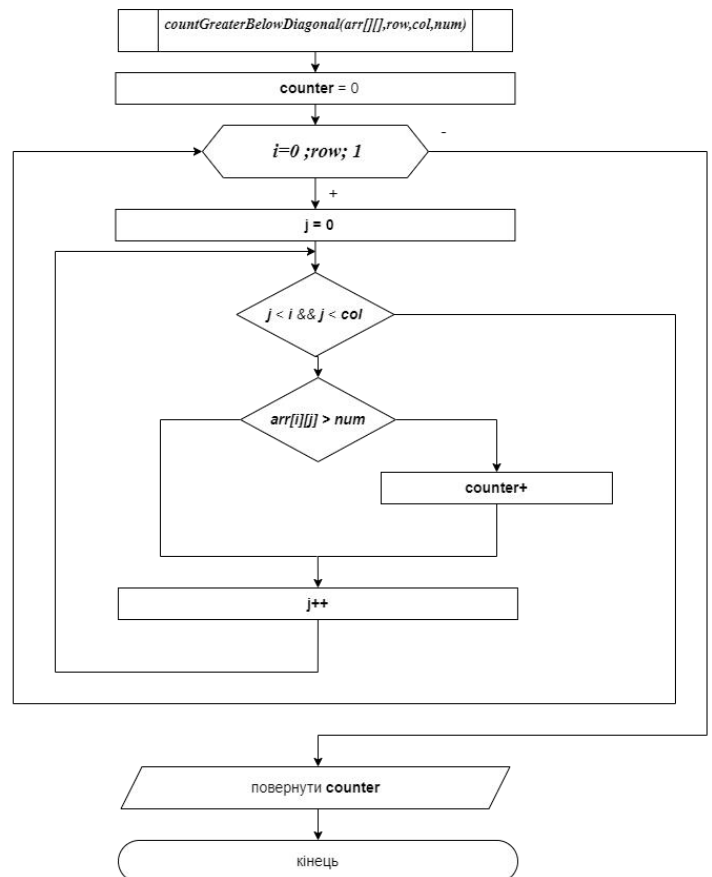 countGreaterBelowDiagonal(arr[][],row,col,num)
counter = 0
-
i=0 ;row; 1
+
j = 0
j < i && j < col
arr[i][j] > num
counter+
j++
повернути counter
кінець